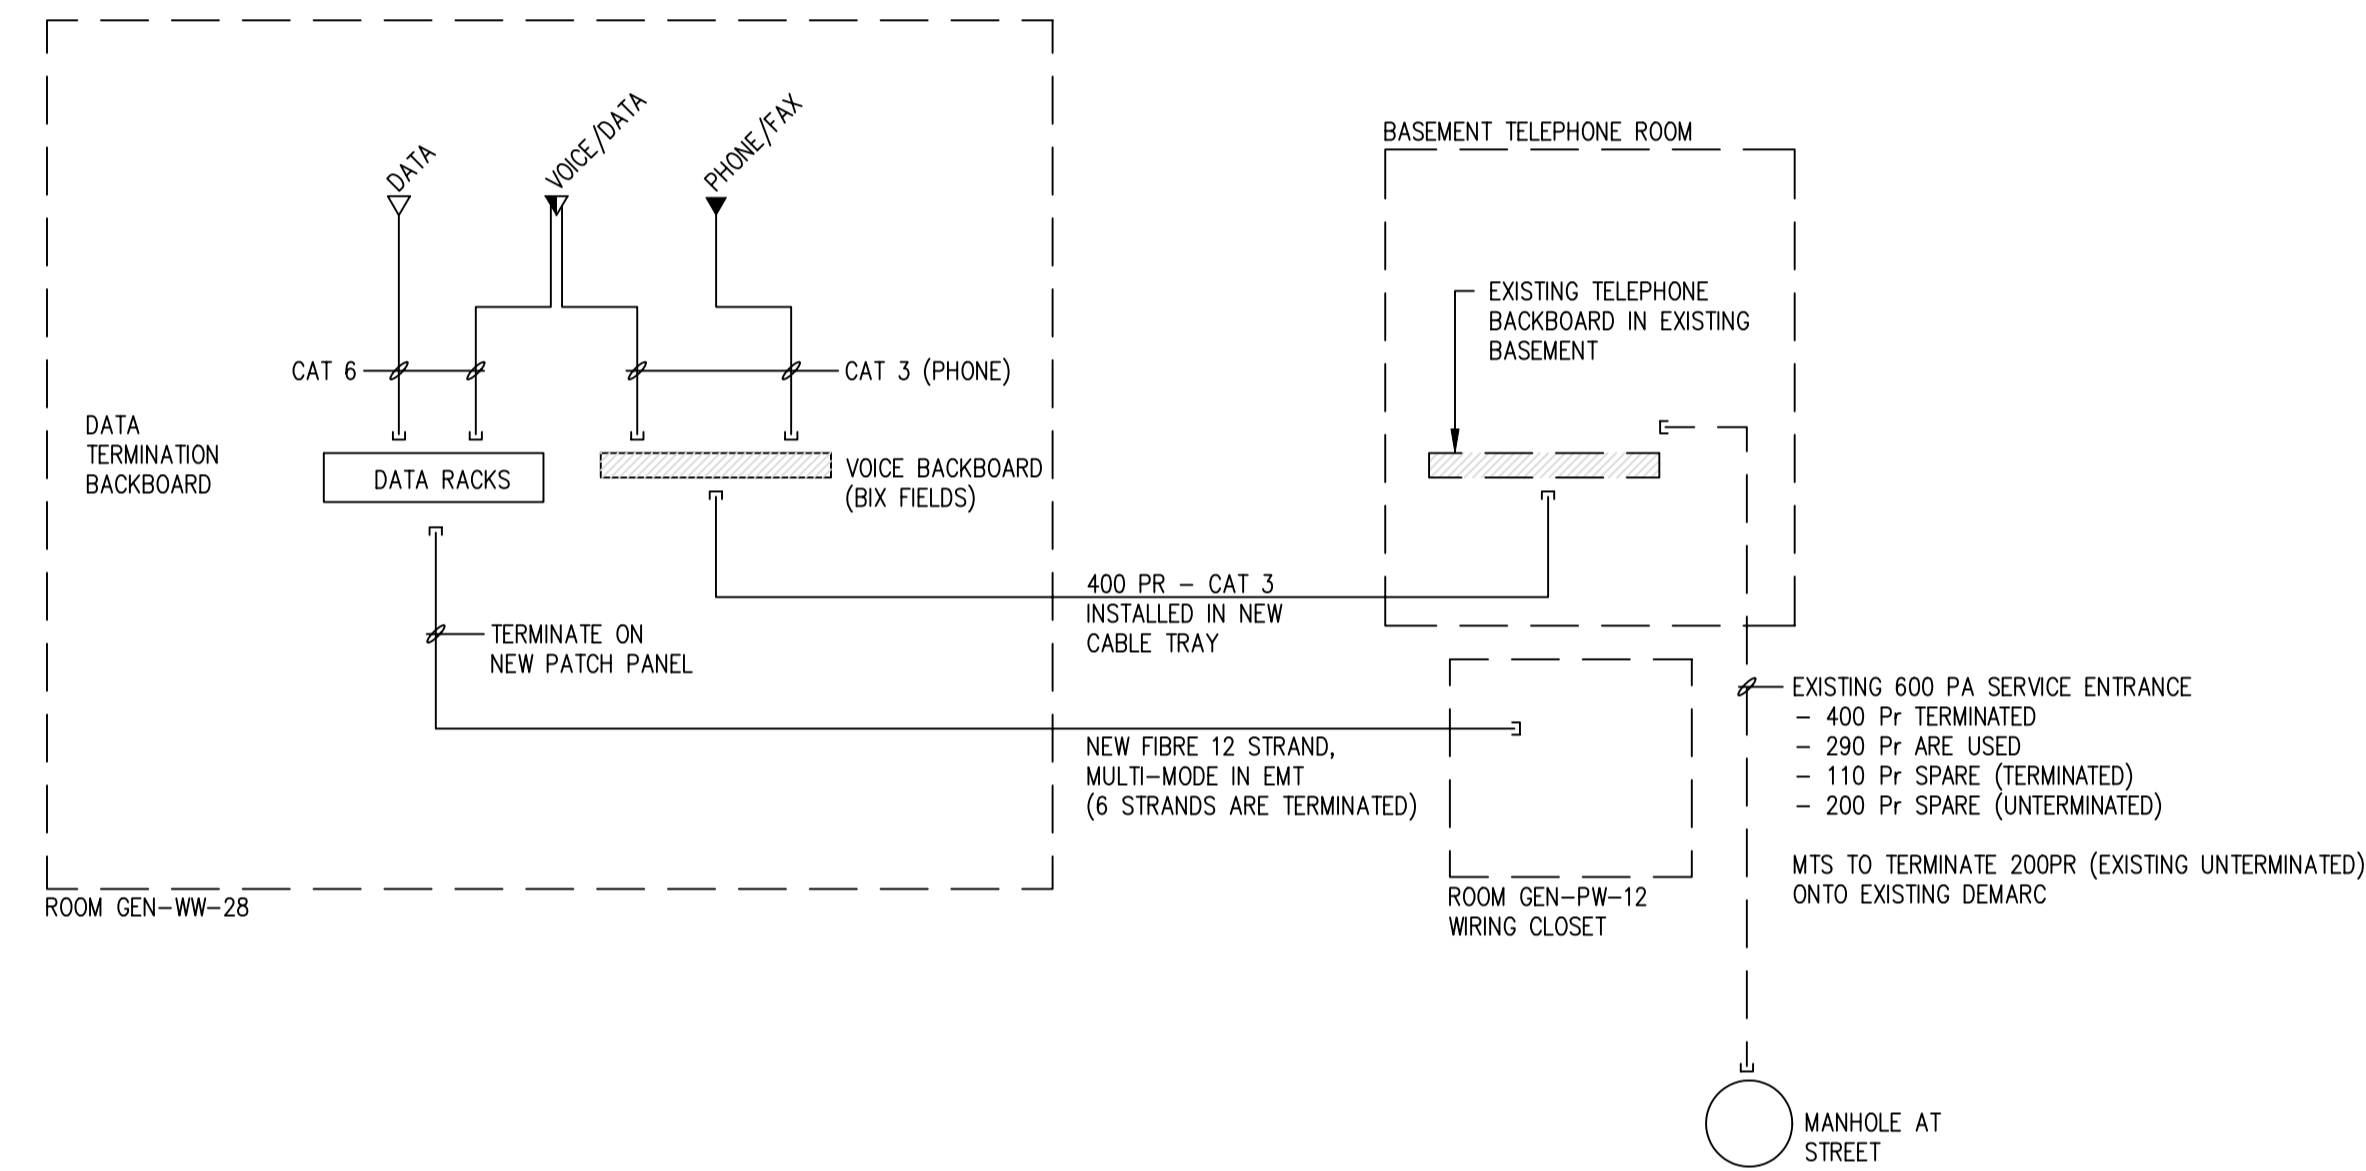 DATA
VOICE/DATA
PHONE/FAX
CAT 6
CAT 3 (PHONE)
DATA
TERMINATION
BACKBOARD
DATA RACKS
VOICE BACKBOARD
(BIX FIELDS)
TERMINATE ON
NEW PATCH PANEL
ROOM GEN-WW-28
400 PR - CAT 3
INSTALLED IN NEW
CABLE TRAY
NEW FIBRE 12 STRAND,
MULTI-MODE IN EMT
(6 STRANDS ARE TERMINATED)
BASEMENT TELEPHONE ROOM
EXISTING TELEPHONE
BACKBOARD IN EXISTING
BASEMENT
ROOM GEN-PW-12
WIRING CLOSET
EXISTING 600 PA SERVICE ENTRANCE
- 400 Pr TERMINATED
- 290 Pr ARE USED
- 110 Pr SPARE (TERMINATED)
- 200 Pr SPARE (UNTERMINATED)
MTS TO TERMINATE 200PR (EXISTING UNTERMINATED)
ONTO EXISTING DEMARC
MANHOLE AT
STREET